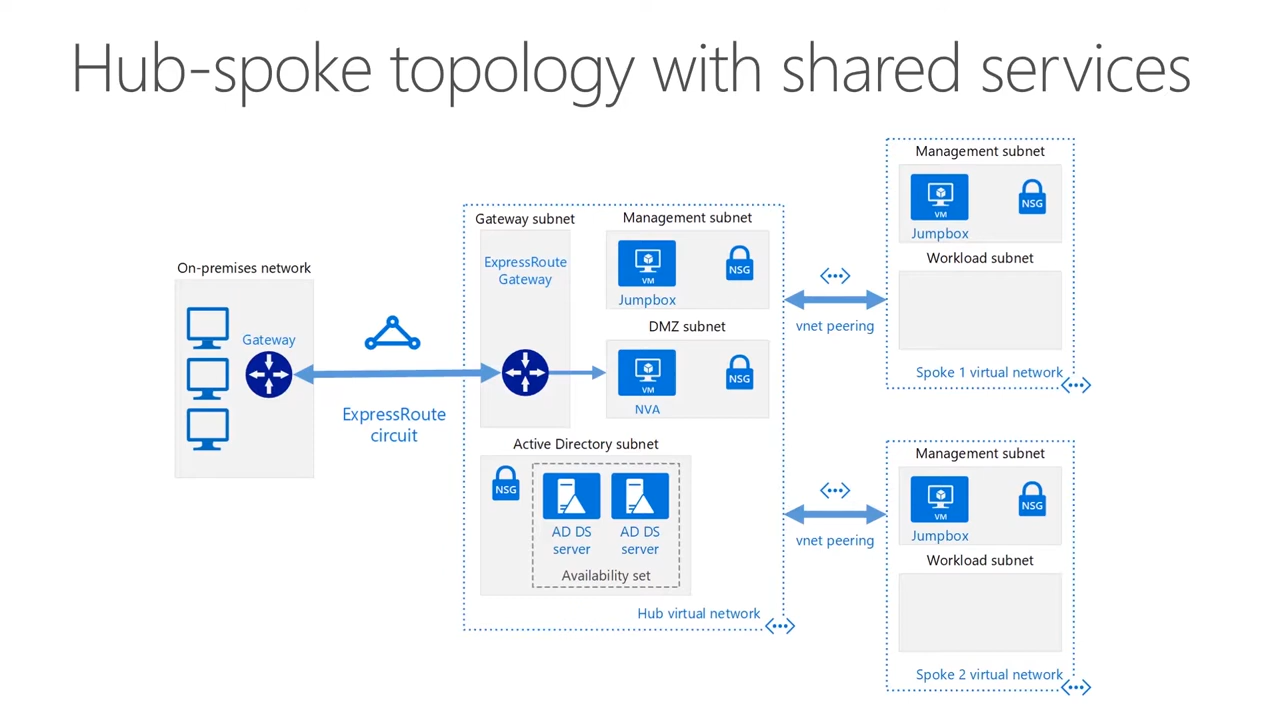 Hub-spoke topology with shared services
On-premises network
Gateway
ExpressRoute
circuit
Gateway subnet
ExpressRoute
Gateway
Management subnet
VM
NSG
Jumpbox
DMZ subnet
VM
NSG
NVA
Active Directory subnet
NSG
AD DS
server
AD DS
server
Availability set
Hub virtual network
vnet peering
vnet peering
Management subnet
VM
NSG
Jumpbox
Workload subnet
Spoke 1 virtual network
Management subnet
VM
NSG
Jumpbox
Workload subnet
Spoke 2 virtual network